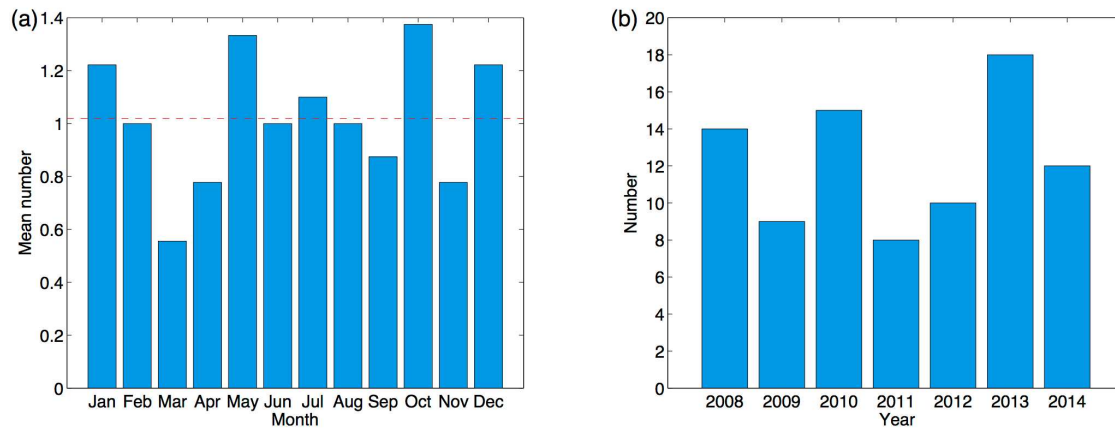 (a)
1.4
1.2
1
0.8
0.6
0.4
0.2
0
Mean number
Jan Feb Mar Apr May Jun Jul Aug Sep Oct Nov Dec
Month
(b)
20
18
16
14
12
10
8
6
4
2
0
Number
2008 2009 2010 2011 2012 2013 2014
Year